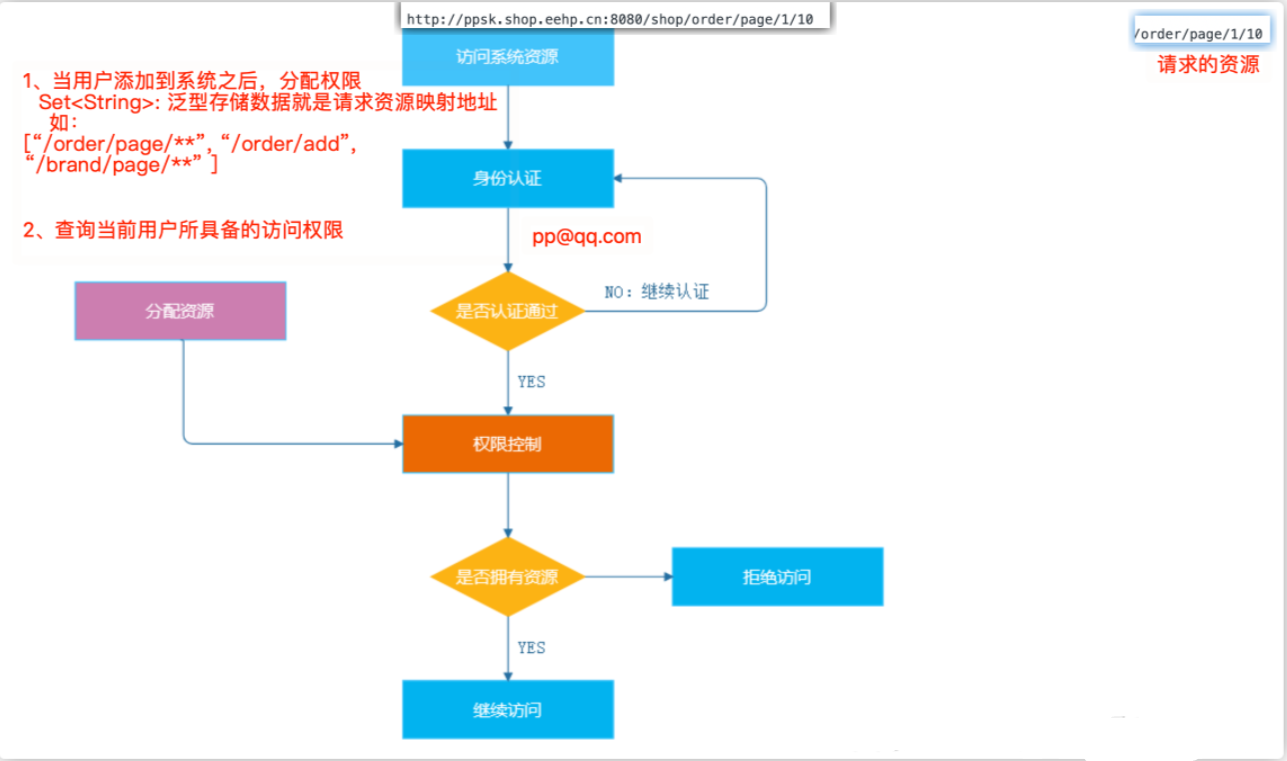 http://ppsk.shop.eehp.cn:8080/shop/order/page/1/10
/order/page/1/10
请求的资源
访问系统资源
1、当用户添加到系统之后，分配权限
Set<String>: 泛型存储数据就是请求资源映射地址
如：
[“/order/page/**”, “/order/add”,
“/brand/page/**” ]
身份认证
2、查询当前用户所具备的访问权限
pp@qq.com
NO：继续认证
分配资源
是否认证通过
YES
权限控制
是否拥有资源
拒绝访问
YES
继续访问